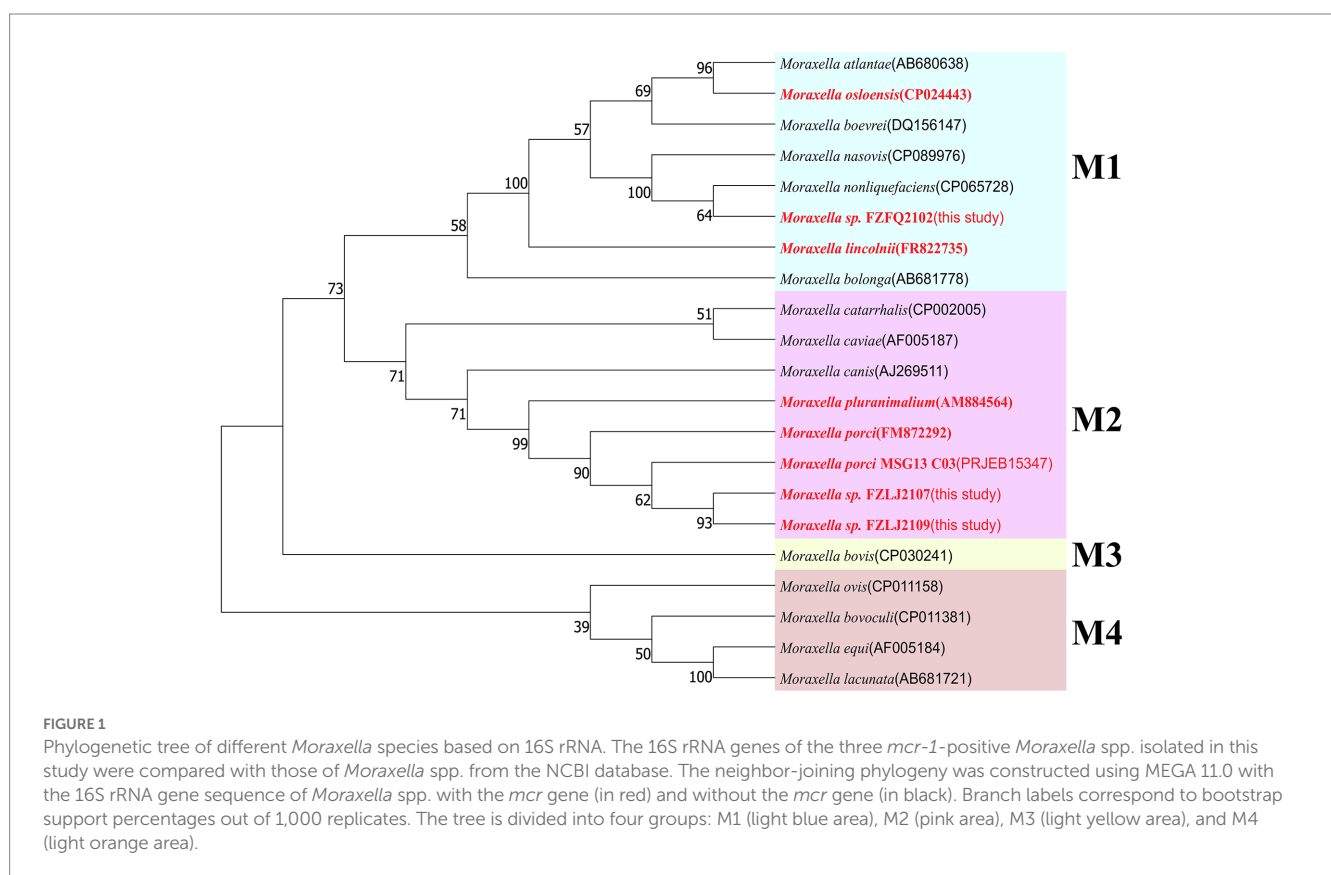 Moraxella atlantae(AB680638)
Moraxella osloensis(CP024443)
Moraxella boevrei(DQ156147)
Moraxella nasovis(CP089976)
Moraxella nonliquefaciens(CP065728)
Moraxella sp. FZFQ2102(this study)
Moraxella lincolnii(FR822735)
Moraxella bolonga(AB681778)
M1
Moraxella catarrhalis(CP002005)
Moraxella caviae(AF005187)
Moraxella canis(AJ269511)
Moraxella pluranimalium(AM884564)
Moraxella porci(FM872292)
Moraxella porci MSG13 C03(PRJEB15347)
Moraxella sp. FZLJ2107(this study)
Moraxella sp. FZLJ2109(this study)
M2
Moraxella bovis(CP030241)
M3
Moraxella ovis(CP011158)
Moraxella bovoculi(CP011381)
Moraxella equi(AF005184)
Moraxella lacunata(AB681721)
M4
96
69
57
100
100
64
58
73
51
71
71
99
90
62
93
39
50
100
FIGURE 1
Phylogenetic tree of different Moraxella species based on 16S rRNA. The 16S rRNA genes of the three mcr-1-positive Moraxella spp. isolated in this
study were compared with those of Moraxella spp. from the NCBI database. The neighbor-joining phylogeny was constructed using MEGA 11.0 with
the 16S rRNA gene sequence of Moraxella spp. with the mcr gene (in red) and without the mcr gene (in black). Branch labels correspond to bootstrap
support percentages out of 1,000 replicates. The tree is divided into four groups: M1 (light blue area), M2 (pink area), M3 (light yellow area), and M4
(light orange area).